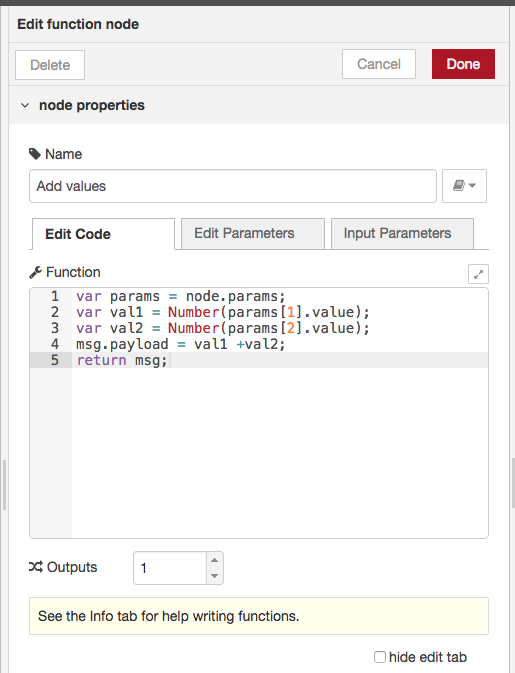 Edit function node
Delete
Cancel
Done
node properties
Name
Add values
Edit Code
Edit Parameters
Input Parameters
Function
1 var params = node.params;
2 var val1 = Number(params[1].value);
3 var val2 = Number(params[2].value);
4 msg.payload = val1 +val2;
5 return msg;
Outputs
1
See the Info tab for help writing functions.
hide edit tab